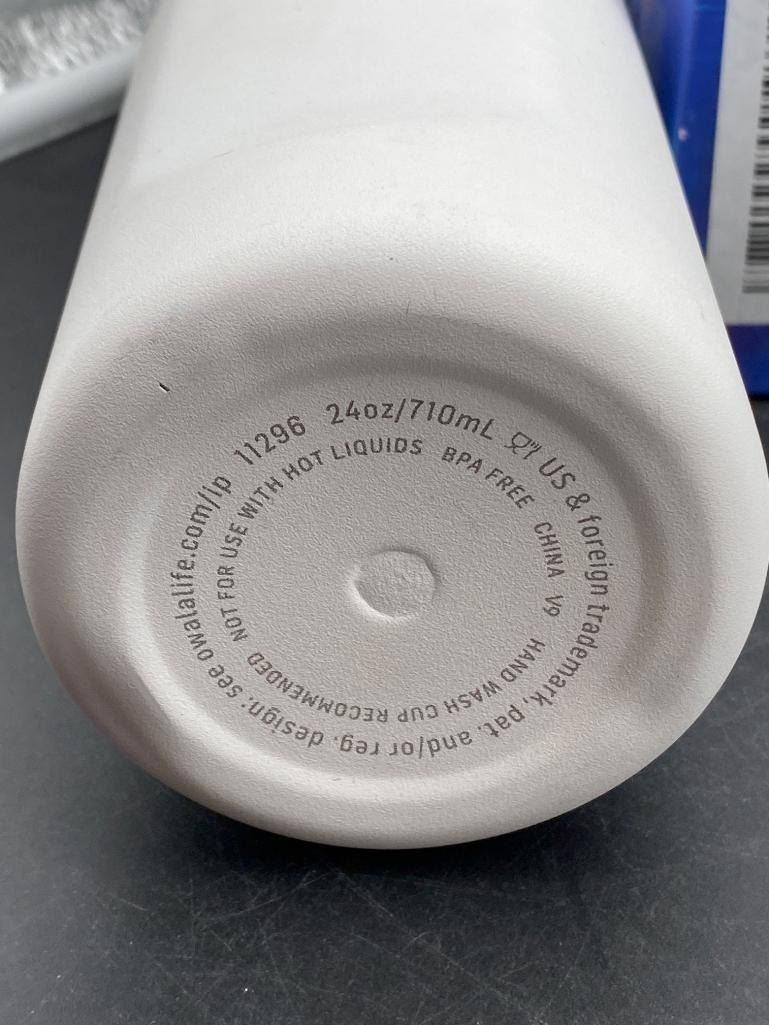 11296 24oz/710mL US & foreign trademark, pat. and/or reg. design: see owalalife.com/ip
NOT FOR USE WITH HOT LIQUIDS BPA FREE CHINA V9 HAND WASH CUP RECOMMENDED